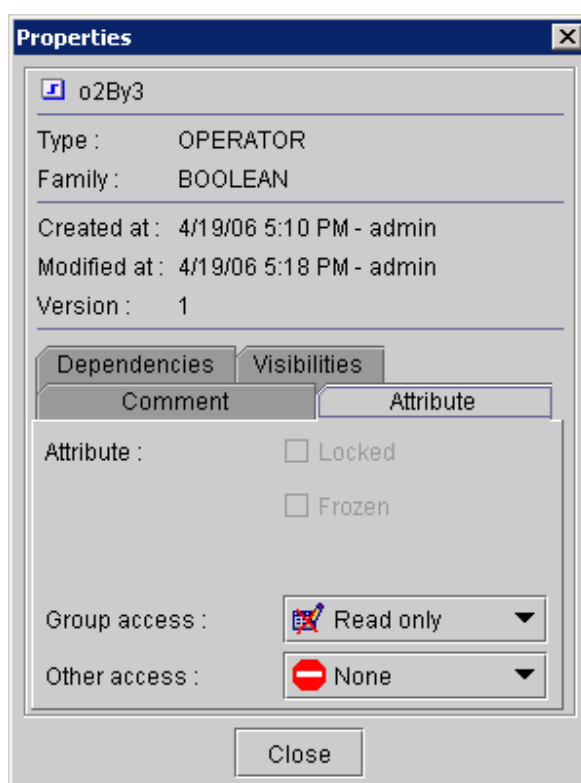 Properties
o2By3
Type : OPERATOR
Family : BOOLEAN
Created at : 4/19/06 5:10 PM - admin
Modified at : 4/19/06 5:18 PM - admin
Version : 1
Dependencies Visibilities
Comment Attribute
Attribute : Locked
Frozen
Group access : Read only
Other access : None
Close